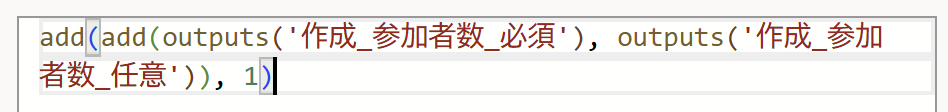 add(add(outputs('作成_参加者数_必須'), outputs('作成_参加
者数_任意')), 1)